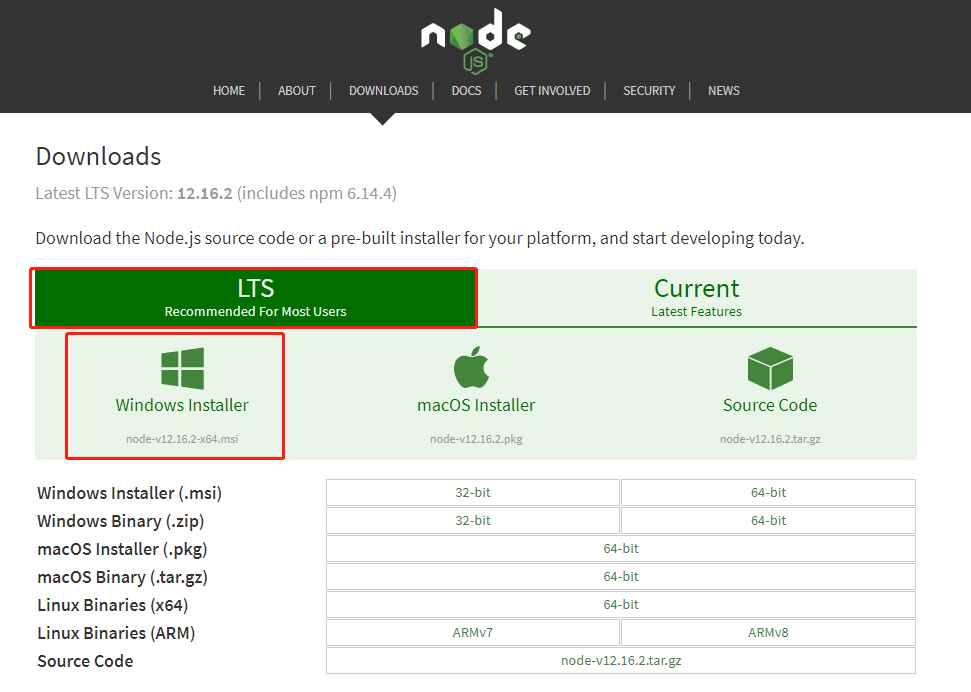 node
JS
HOME | ABOUT | DOWNLOADS | DOCS | GET INVOLVED | SECURITY | NEWS
Downloads
Latest LTS Version: 12.16.2 (includes npm 6.14.4)
Download the Node.js source code or a pre-built installer for your platform, and start developing today.
LTS
Recommended For Most Users
Current
Latest Features
Windows Installer
node-v12.16.2-x64.msi
macOS Installer
node-v12.16.2.pkg
Source Code
node-v12.16.2.tar.gz
Windows Installer (.msi) 32-bit 64-bit
Windows Binary (.zip) 32-bit 64-bit
macOS Installer (.pkg) 64-bit
macOS Binary (.tar.gz) 64-bit
Linux Binaries (x64) 64-bit
Linux Binaries (ARM) ARMv7 ARMv8
Source Code node-v12.16.2.tar.gz